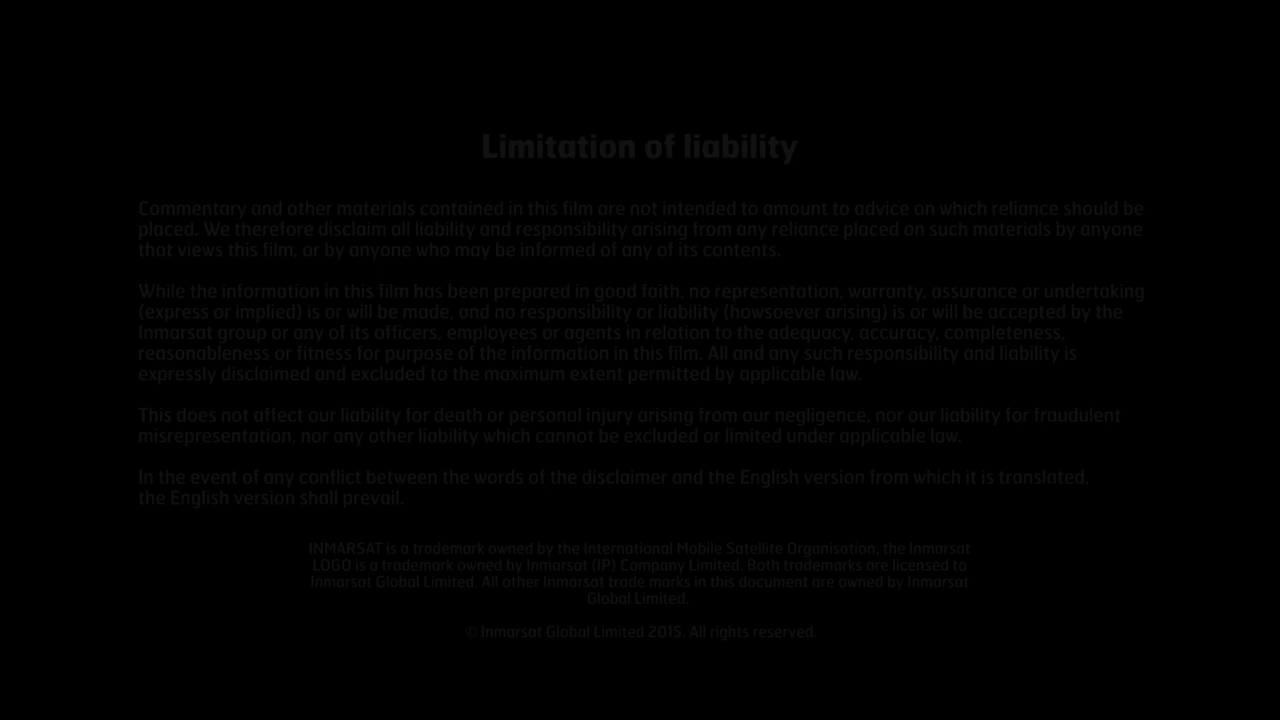 Limitation of liability
Commentary and other materials contained in this film are not intended to amount to advice on which reliance should be
placed. We therefore disclaim all liability and responsibility arising from any reliance placed on such materials by anyone
that views this film, or by anyone who may be informed of any of its contents.
While the information in this film has been prepared in good faith, no representation, warranty, assurance or undertaking
(express or implied) is or will be made, and no responsibility or liability (howsoever arising) is or will be accepted by the
Inmarsat group or any of its officers, employees or agents in relation to the adequacy, accuracy, completeness,
reasonableness or fitness for purpose of the information in this film. All and any such responsibility and liability is
expressly disclaimed and excluded to the maximum extent permitted by applicable law.
This does not affect our liability for death or personal injury arising from our negligence, nor our liability for fraudulent
misrepresentation, nor any other liability which cannot be excluded or limited under applicable law.
In the event of any conflict between the words of the disclaimer and the English version from which it is translated,
the English version shall prevail.
INMARSAT is a trademark owned by the International Mobile Satellite Organisation, the Inmarsat
LOGO is a trademark owned by Inmarsat (IP) Company Limited. Both trademarks are licensed to
Inmarsat Global Limited. All other Inmarsat trade marks in this document are owned by Inmarsat
Global Limited.
© Inmarsat Global Limited 2015. All rights reserved.